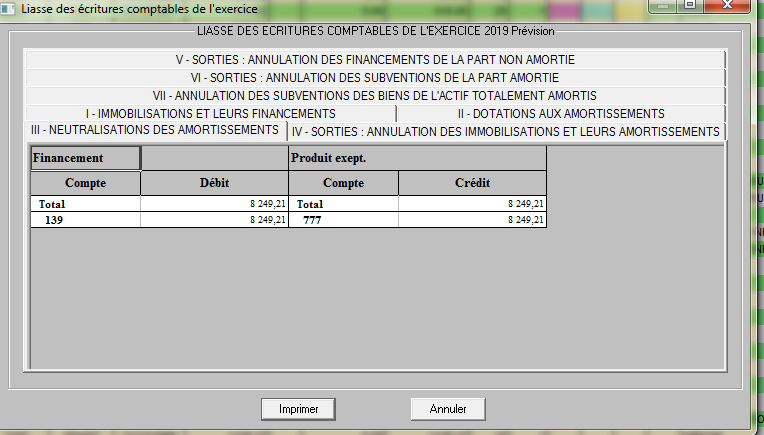 Liasse des écritures comptables de l'exercice
LIASSE DES ECRITURES COMPTABLES DE L'EXERCICE 2019 Prévision
V - SORTIES : ANNULATION DES FINANCEMENTS DE LA PART NON AMORTIE
VI - SORTIES : ANNULATION DES SUBVENTIONS DE LA PART AMORTIE
VII - ANNULATION DES SUBVENTIONS DES BIENS DE L'ACTIF TOTALEMENT AMORTIS
I - IMMOBILISATIONS ET LEURS FINANCEMENTS II - DOTATIONS AUX AMORTISSEMENTS
III - NEUTRALISATIONS DES AMORTISSEMENTS IV - SORTIES : ANNULATION DES IMMOBILISATIONS ET LEURS AMORTISSEMENTS
Financement Produit exept.
Compte Débit Compte Crédit
Total 8 249,21 Total 8 249,21
139 8 249,21 777 8 249,21
Imprimer Annuler